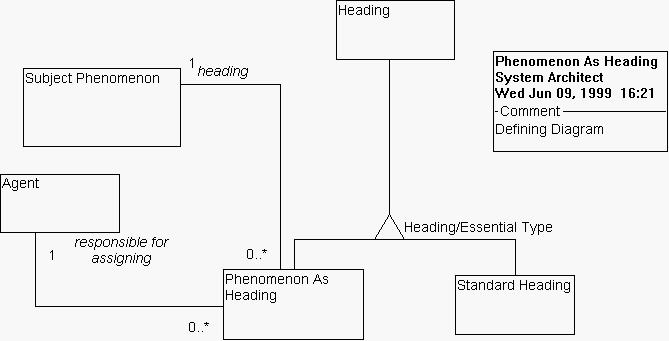 Heading
1
heading
Subject Phenomenon
Phenomenon As Heading
System Architect
Wed Jun 09, 1999 16:21
Comment
Defining Diagram
Agent
responsible for
assigning
1
0..*
Heading/Essential Type
Phenomenon As
Heading
Standard Heading
0..*